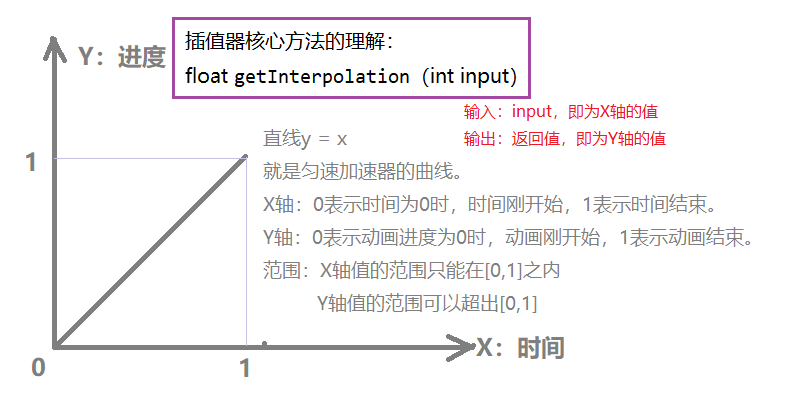 插值器核心方法的理解：
float getInterpolation（int input）
Y：进度
输入：input，即为X轴的值
输出：返回值，即为Y轴的值
直线y = x
就是匀速加速器的曲线。
X轴：0表示时间为0时，时间刚开始，1表示时间结束。
Y轴：0表示动画进度为0时，动画刚开始，1表示动画结束。
范围：X轴值的范围只能在[0,1]之内
Y轴值的范围可以超出[0,1]
1
X：时间
0
1